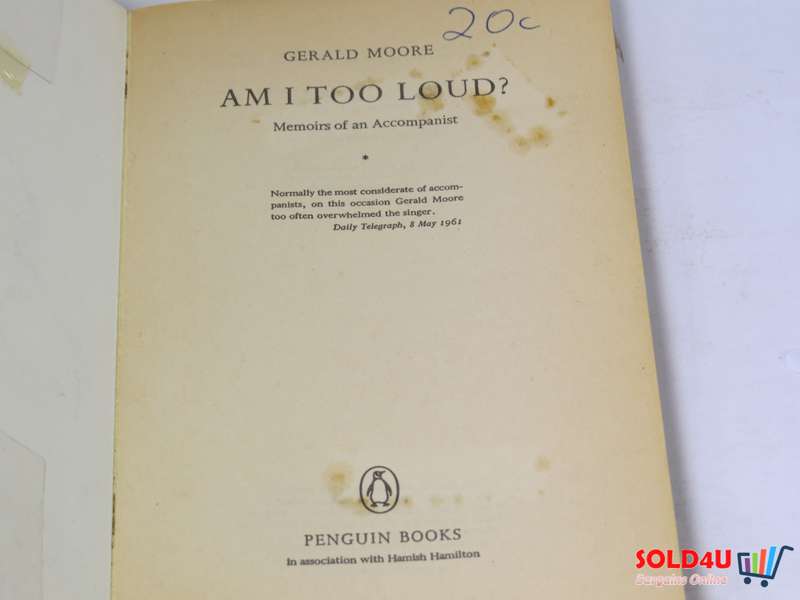 20c
GERALD MOORE
AM I TOO LOUD?
Memoirs of an Accompanist
*
Normally the most considerate of accom-
panists, on this occasion Gerald Moore
too often overwhelmed the singer.
Daily Telegraph, 8 May 1961
PENGUIN BOOKS
In association with Hamish Hamilton
SOLD4U
Bargains Online